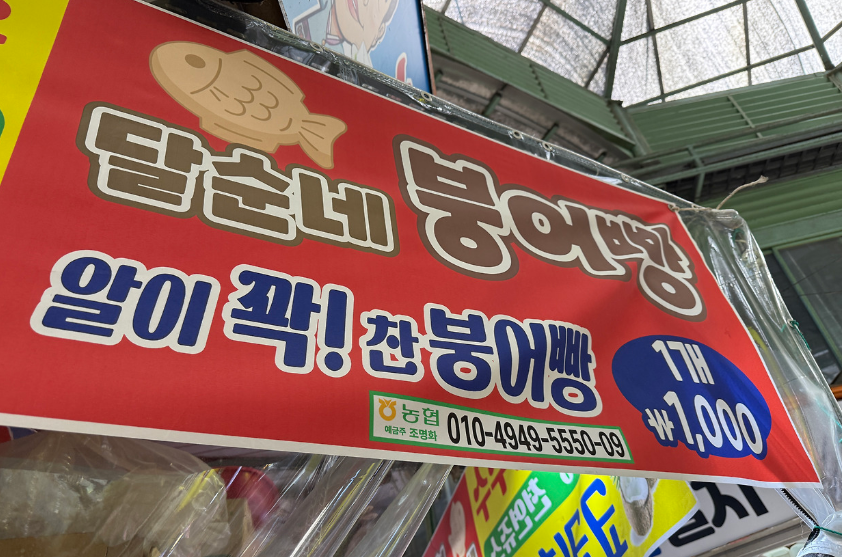 달순네 붕어빵
알이 꽉! 찬 붕어빵
1개
₩1,000
농협
예금주 조명화
010-4949-5550-09